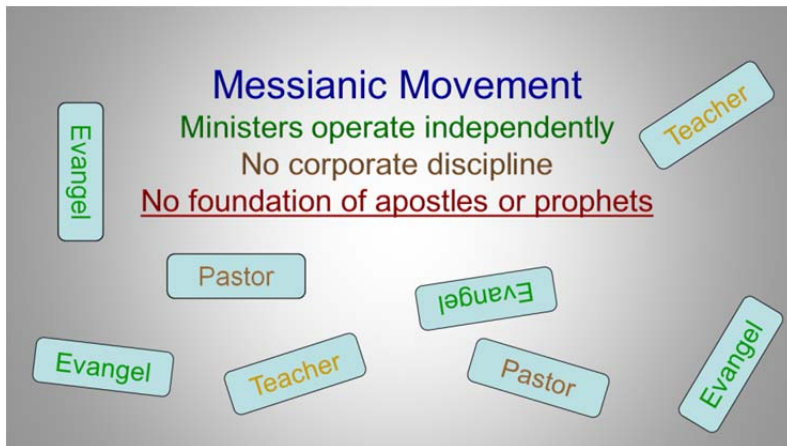 Messianic Movement
Ministers operate independently
No corporate discipline
No foundation of apostles or prophets
Teacher
Evangel
Pastor
Evangel
Evangel
Teacher
Pastor
Evangel